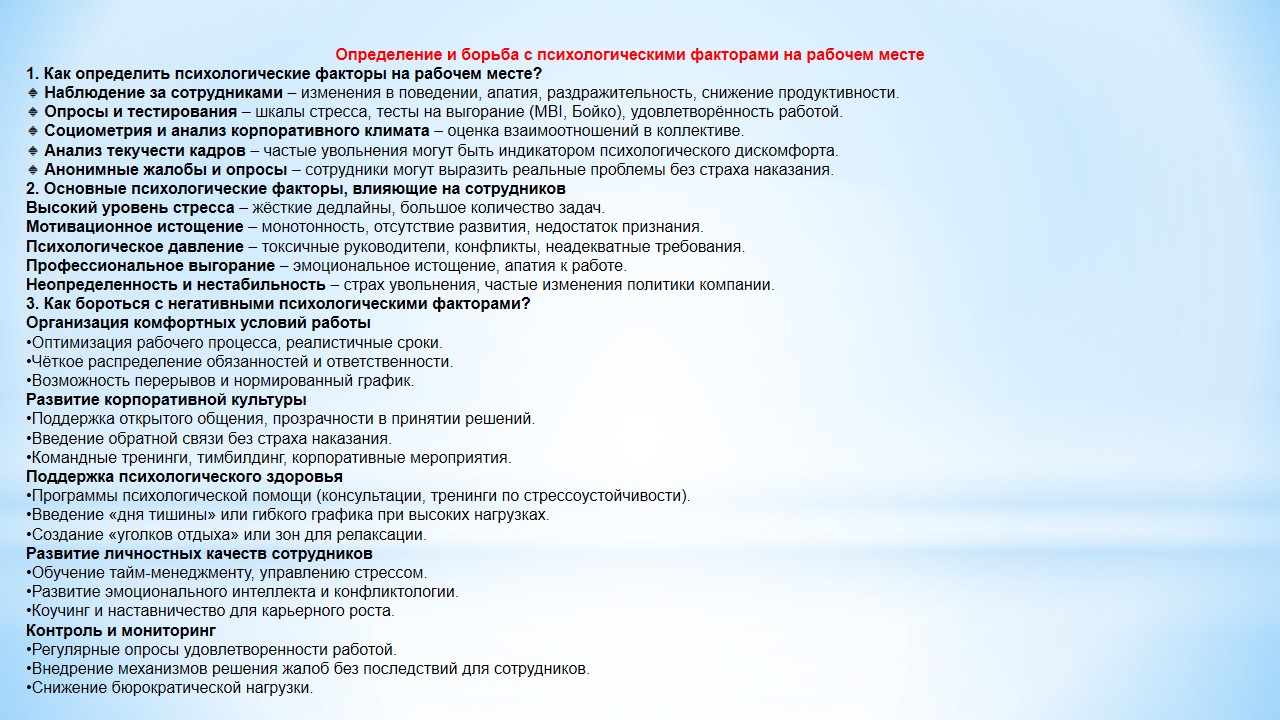 Определение и борьба с психологическими факторами на рабочем месте
1. Как определить психологические факторы на рабочем месте?
🔹 Наблюдение за сотрудниками – изменения в поведении, апатия, раздражительность, снижение продуктивности.
🔹 Опросы и тестирования – шкалы стресса, тесты на выгорание (MBI, Бойко), удовлетворённость работой.
🔹 Социометрия и анализ корпоративного климата – оценка взаимоотношений в коллективе.
🔹 Анализ текучести кадров – частые увольнения могут быть индикатором психологического дискомфорта.
🔹 Анонимные жалобы и опросы – сотрудники могут выразить реальные проблемы без страха наказания.
2. Основные психологические факторы, влияющие на сотрудников
Высокий уровень стресса – жёсткие дедлайны, большое количество задач.
Мотивационное истощение – монотонность, отсутствие развития, недостаток признания.
Психологическое давление – токсичные руководители, конфликты, неадекватные требования.
Профессиональное выгорание – эмоциональное истощение, апатия к работе.
Неопределенность и нестабильность – страх увольнения, частые изменения политики компании.
3. Как бороться с негативными психологическими факторами?
Организация комфортных условий работы
•Оптимизация рабочего процесса, реалистичные сроки.
•Чёткое распределение обязанностей и ответственности.
•Возможность перерывов и нормированный график.
Развитие корпоративной культуры
•Поддержка открытого общения, прозрачности в принятии решений.
•Введение обратной связи без страха наказания.
•Командные тренинги, тимбилдинг, корпоративные мероприятия.
Поддержка психологического здоровья
•Программы психологической помощи (консультации, тренинги по стрессоустойчивости).
•Введение «дня тишины» или гибкого графика при высоких нагрузках.
•Создание «уголков отдыха» или зон для релаксации.
Развитие личностных качеств сотрудников
•Обучение тайм-менеджменту, управлению стрессом.
•Развитие эмоционального интеллекта и конфликтологии.
•Коучинг и наставничество для карьерного роста.
Контроль и мониторинг
•Регулярные опросы удовлетворенности работой.
•Внедрение механизмов решения жалоб без последствий для сотрудников.
•Снижение бюрократической нагрузки.